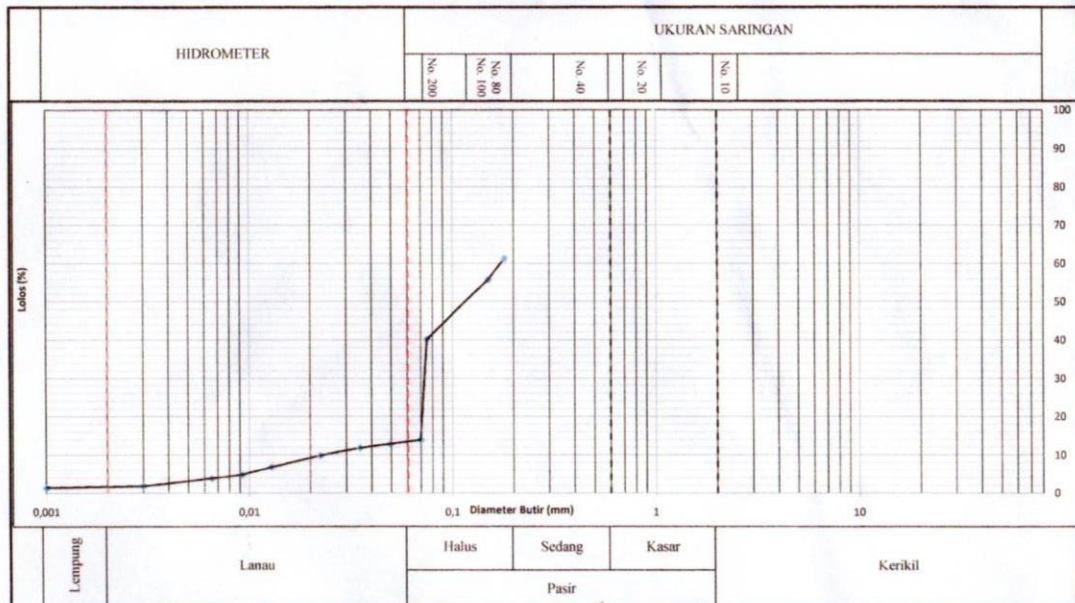 HIDROMETER
UKURAN SARINGAN
No. 200
No. 100
No. 80
No. 40
No. 20
No. 10
100
90
80
70
60
50
40
30
20
10
0
Lolos (%)
0,001
0,01
0,1
Diameter Butir (mm)
1
10
Lempung
Lanau
Halus
Sedang
Kasar
Pasir
Kerikil